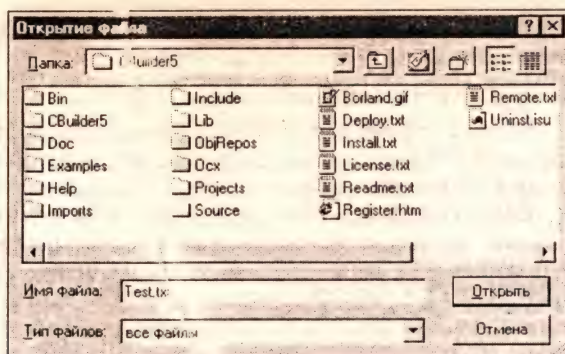 Открытие файла
Папка: CBuilder5
Bin
CBuilder5
Doc
Examples
Help
Imports
Include
Lib
ObjRepos
Ocx
Projects
Source
Borland.gif
Deploy.txt
Install.txt
License.txt
Readme.txt
Register.htm
Remote.txt
Uninst.isu
Имя файла: Test.tx
Открыть
Тип файлов: все файлы
Отмена